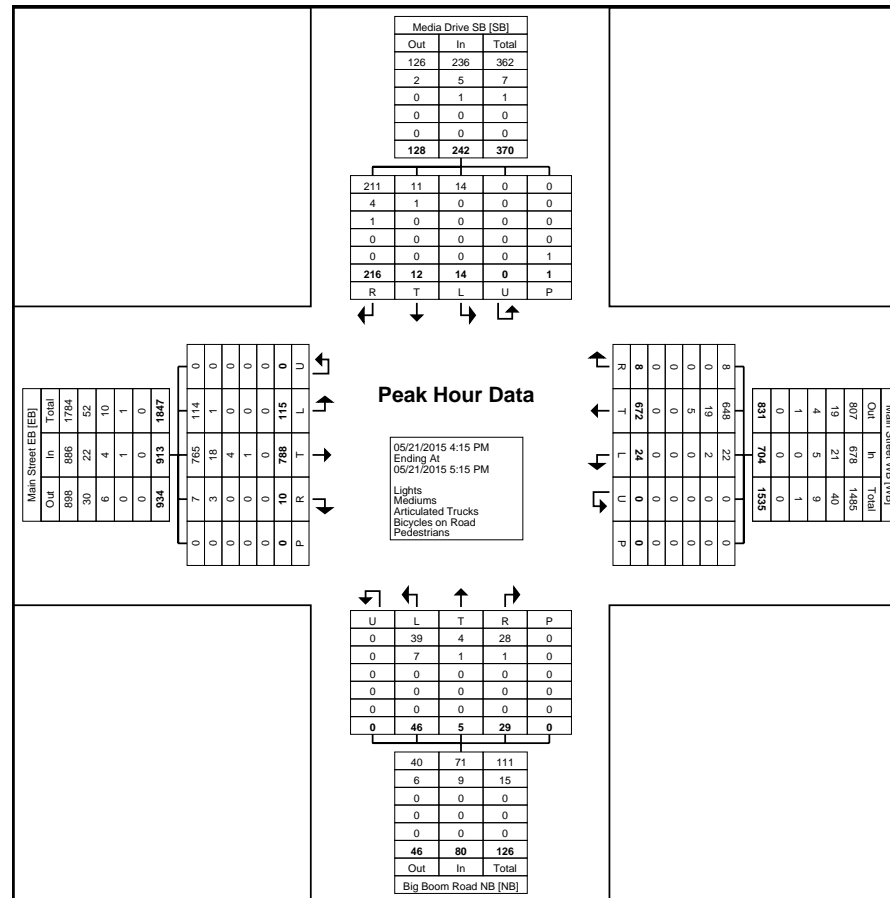 Media Drive SB [SB]
Out In Total
126 236 362
2 5 7
0 1 1
0 0 0
0 0 0
128 242 370
211 11 14 0 0
4 1 0 0 0
1 0 0 0 0
0 0 0 0 0
0 0 0 0 1
216 12 14 0 1
R T L U P
Main Street EB [EB]
Total In Out
1784 886 898
52 22 30
10 4 6
1 1 0
0 0 0
1847 913 934
0 114 765 7 0
0 1 18 3 0
0 0 4 0 0
0 0 1 0 0
0 0 0 0 0
0 115 788 10 0
U L T R P
Peak Hour Data
05/21/2015 4:15 PM
Ending At
05/21/2015 5:15 PM
Lights
Mediums
Articulated Trucks
Bicycles on Road
Pedestrians
R T L U P
8 672 24 0 0
0 0 0 0 0
0 0 0 0 0
0 5 0 0 0
0 19 2 0 0
8 648 22 0 0
831 704 1535
0 0 0
1 0 1
4 5 9
19 21 40
807 678 1485
Out In Total
Main Street WB [WB]
U L T R P
0 39 4 28 0
0 7 1 1 0
0 0 0 0 0
0 0 0 0 0
0 0 0 0 0
0 46 5 29 0
40 71 111
6 9 15
0 0 0
0 0 0
0 0 0
46 80 126
Out In Total
Big Boom Road NB [NB]